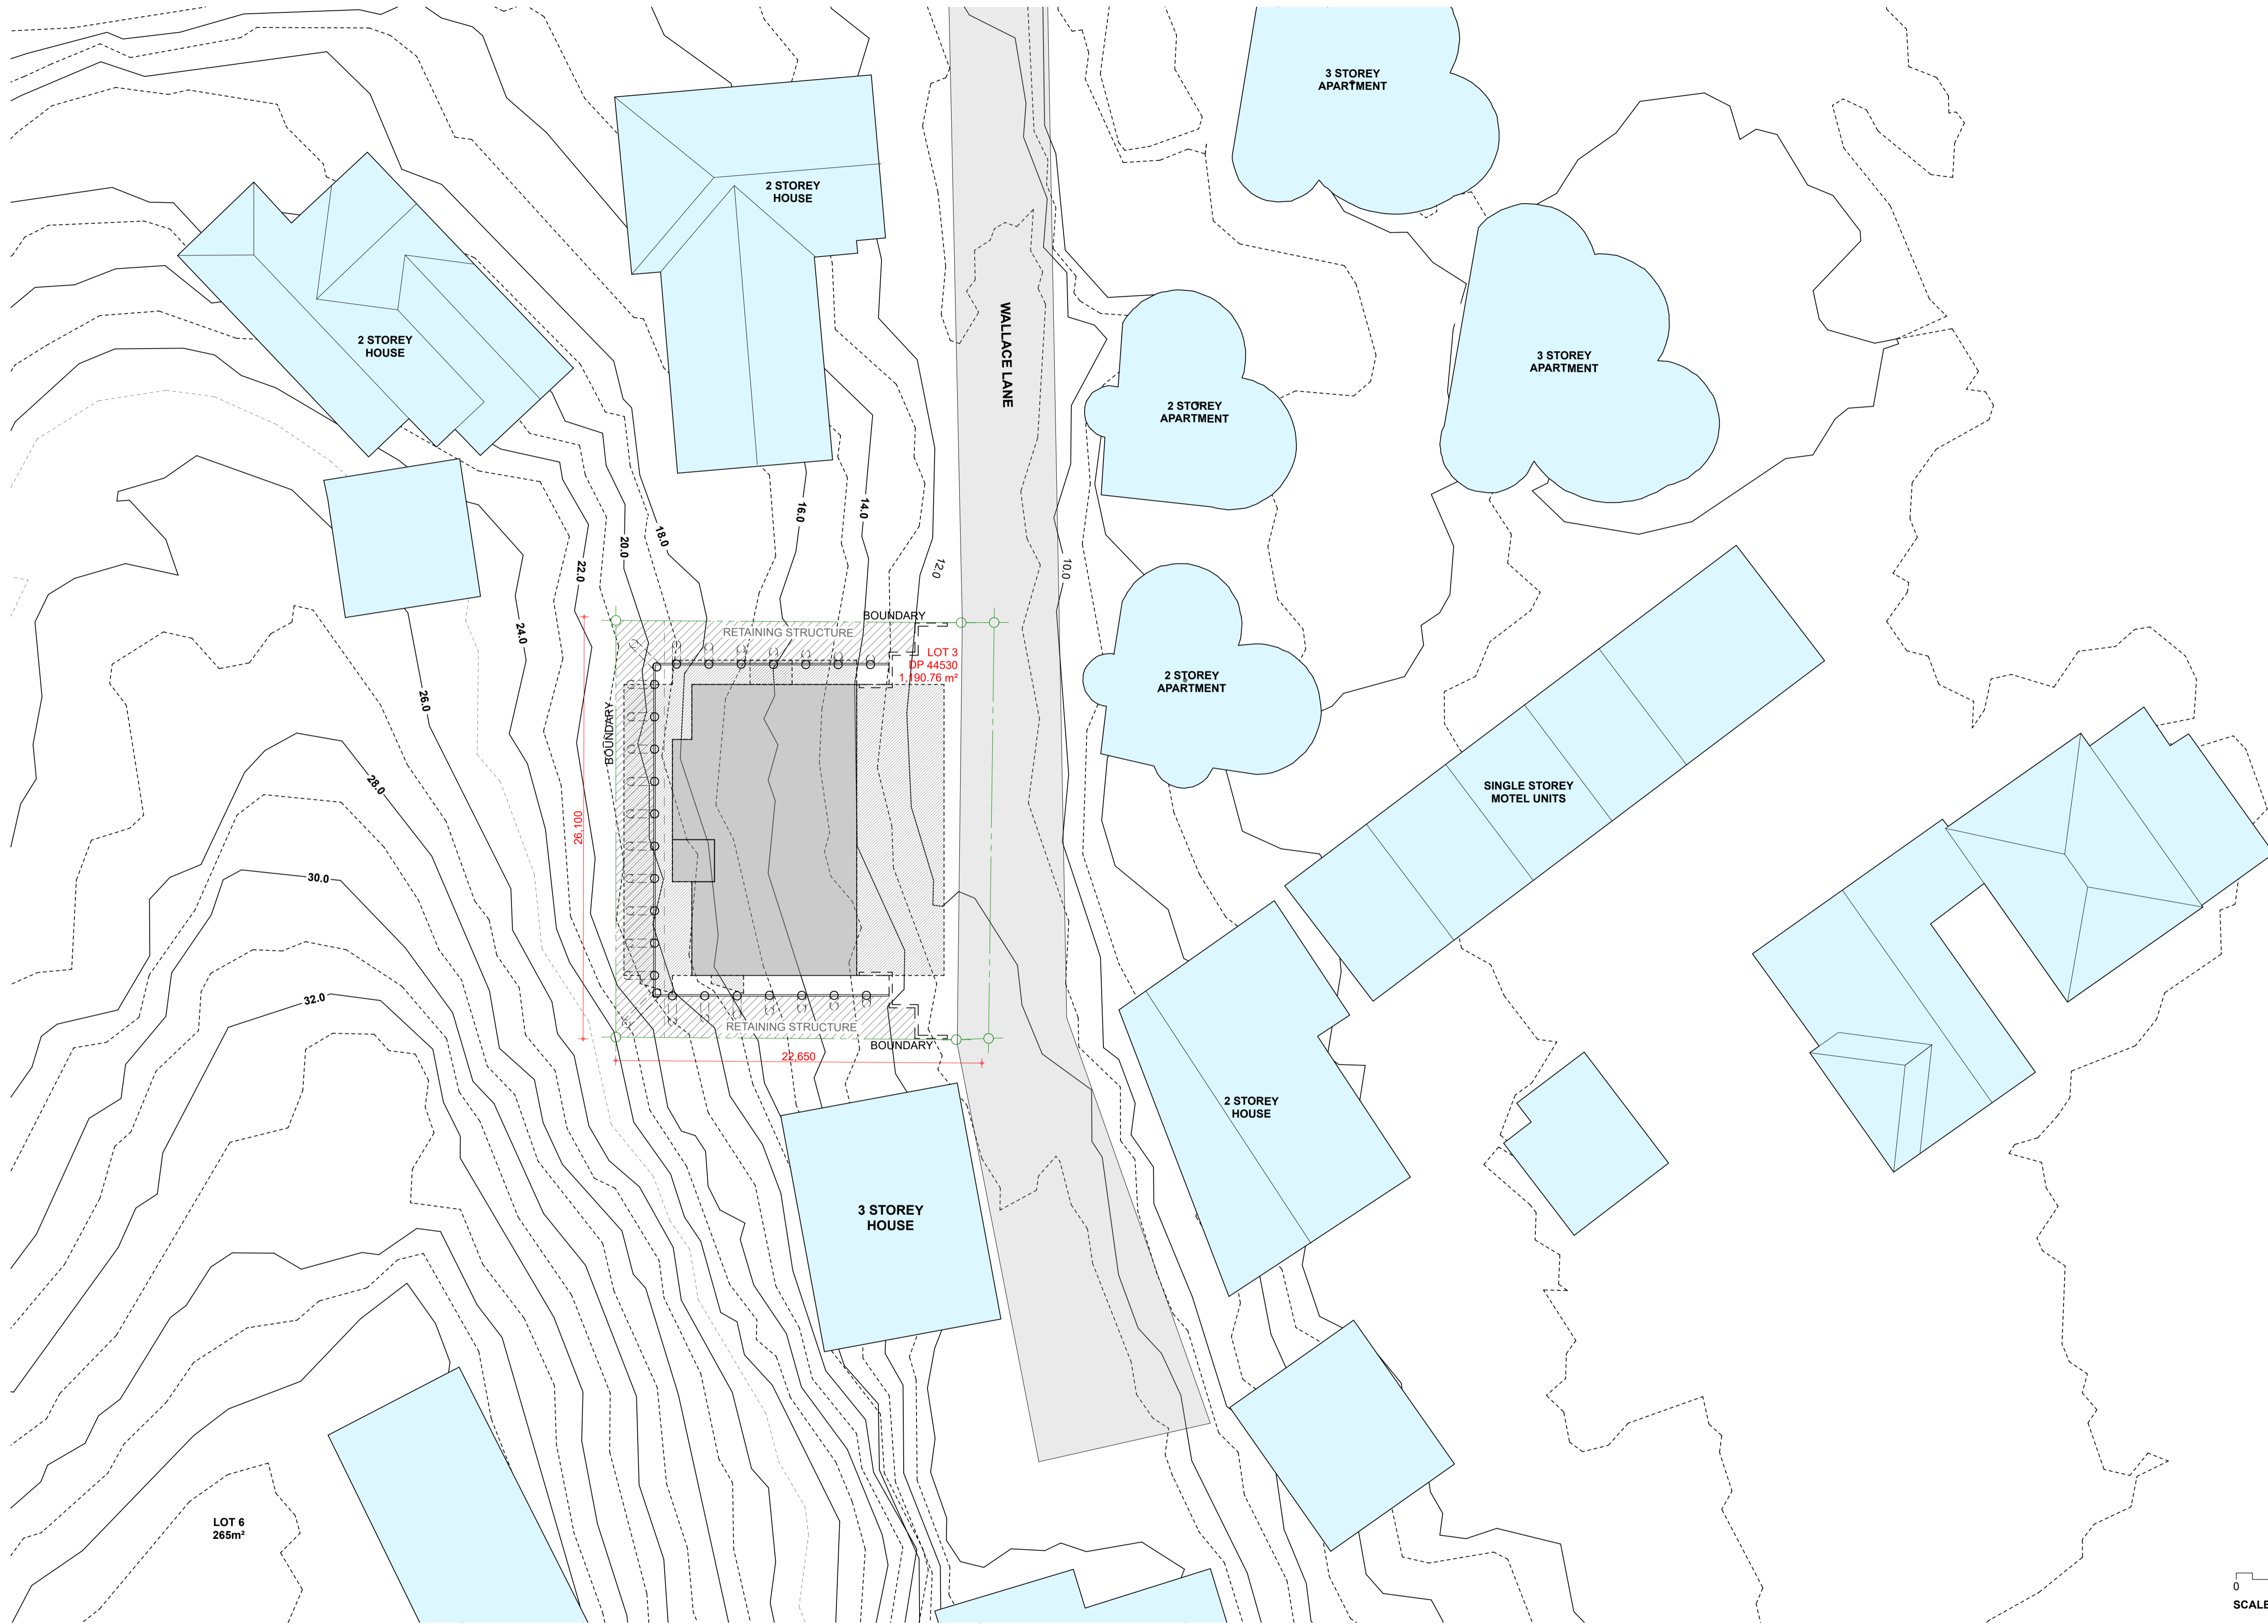 3 STOREY
APARTMENT
2 STOREY
HOUSE
WALLACE LANE
2 STOREY
HOUSE
3 STOREY
APARTMENT
2 STOREY
APARTMENT
16.0
14.0
18.0
20.0
22.0
12.0
10.0
24.0
BOUNDARY
RETAINING STRUCTURE
LOT 3
DP 44530
1,190.76 m²
2 STOREY
APARTMENT
26.0
BOUNDARY
28.0
26,100
SINGLE STOREY
MOTEL UNITS
30.0
32.0
RETAINING STRUCTURE
BOUNDARY
22,650
2 STOREY
HOUSE
3 STOREY
HOUSE
LOT 6
265m²
0
SCALE